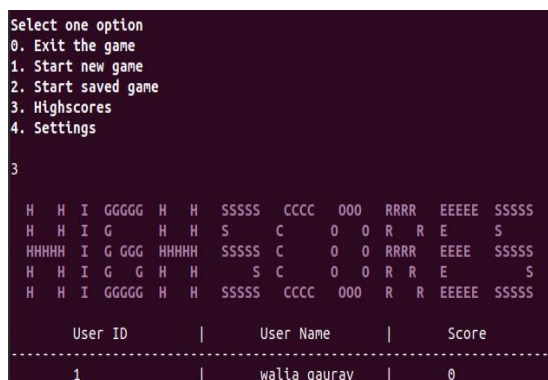 Select one option
0. Exit the game
1. Start new game
2. Start saved game
3. Highscores
4. Settings
3
H   H  I  GGGGG  H   H   SSSSS   CCCC   OOO   RRRR   EEEEE  SSSSS
H   H  I  G      H   H   S      C      O   O  R   R  E      S
HHHHH  I  G GGG  HHHHH   SSSSS  C      O   O  RRRR   EEEE   SSSSS
H   H  I  G   G  H   H       S  C      O   O  R  R   E          S
H   H  I  GGGGG  H   H   SSSSS   CCCC   OOO   R   R  EEEEE  SSSSS
User ID | User Name | Score
--------------------------------------------------------------
1 | walia gaurav | 0